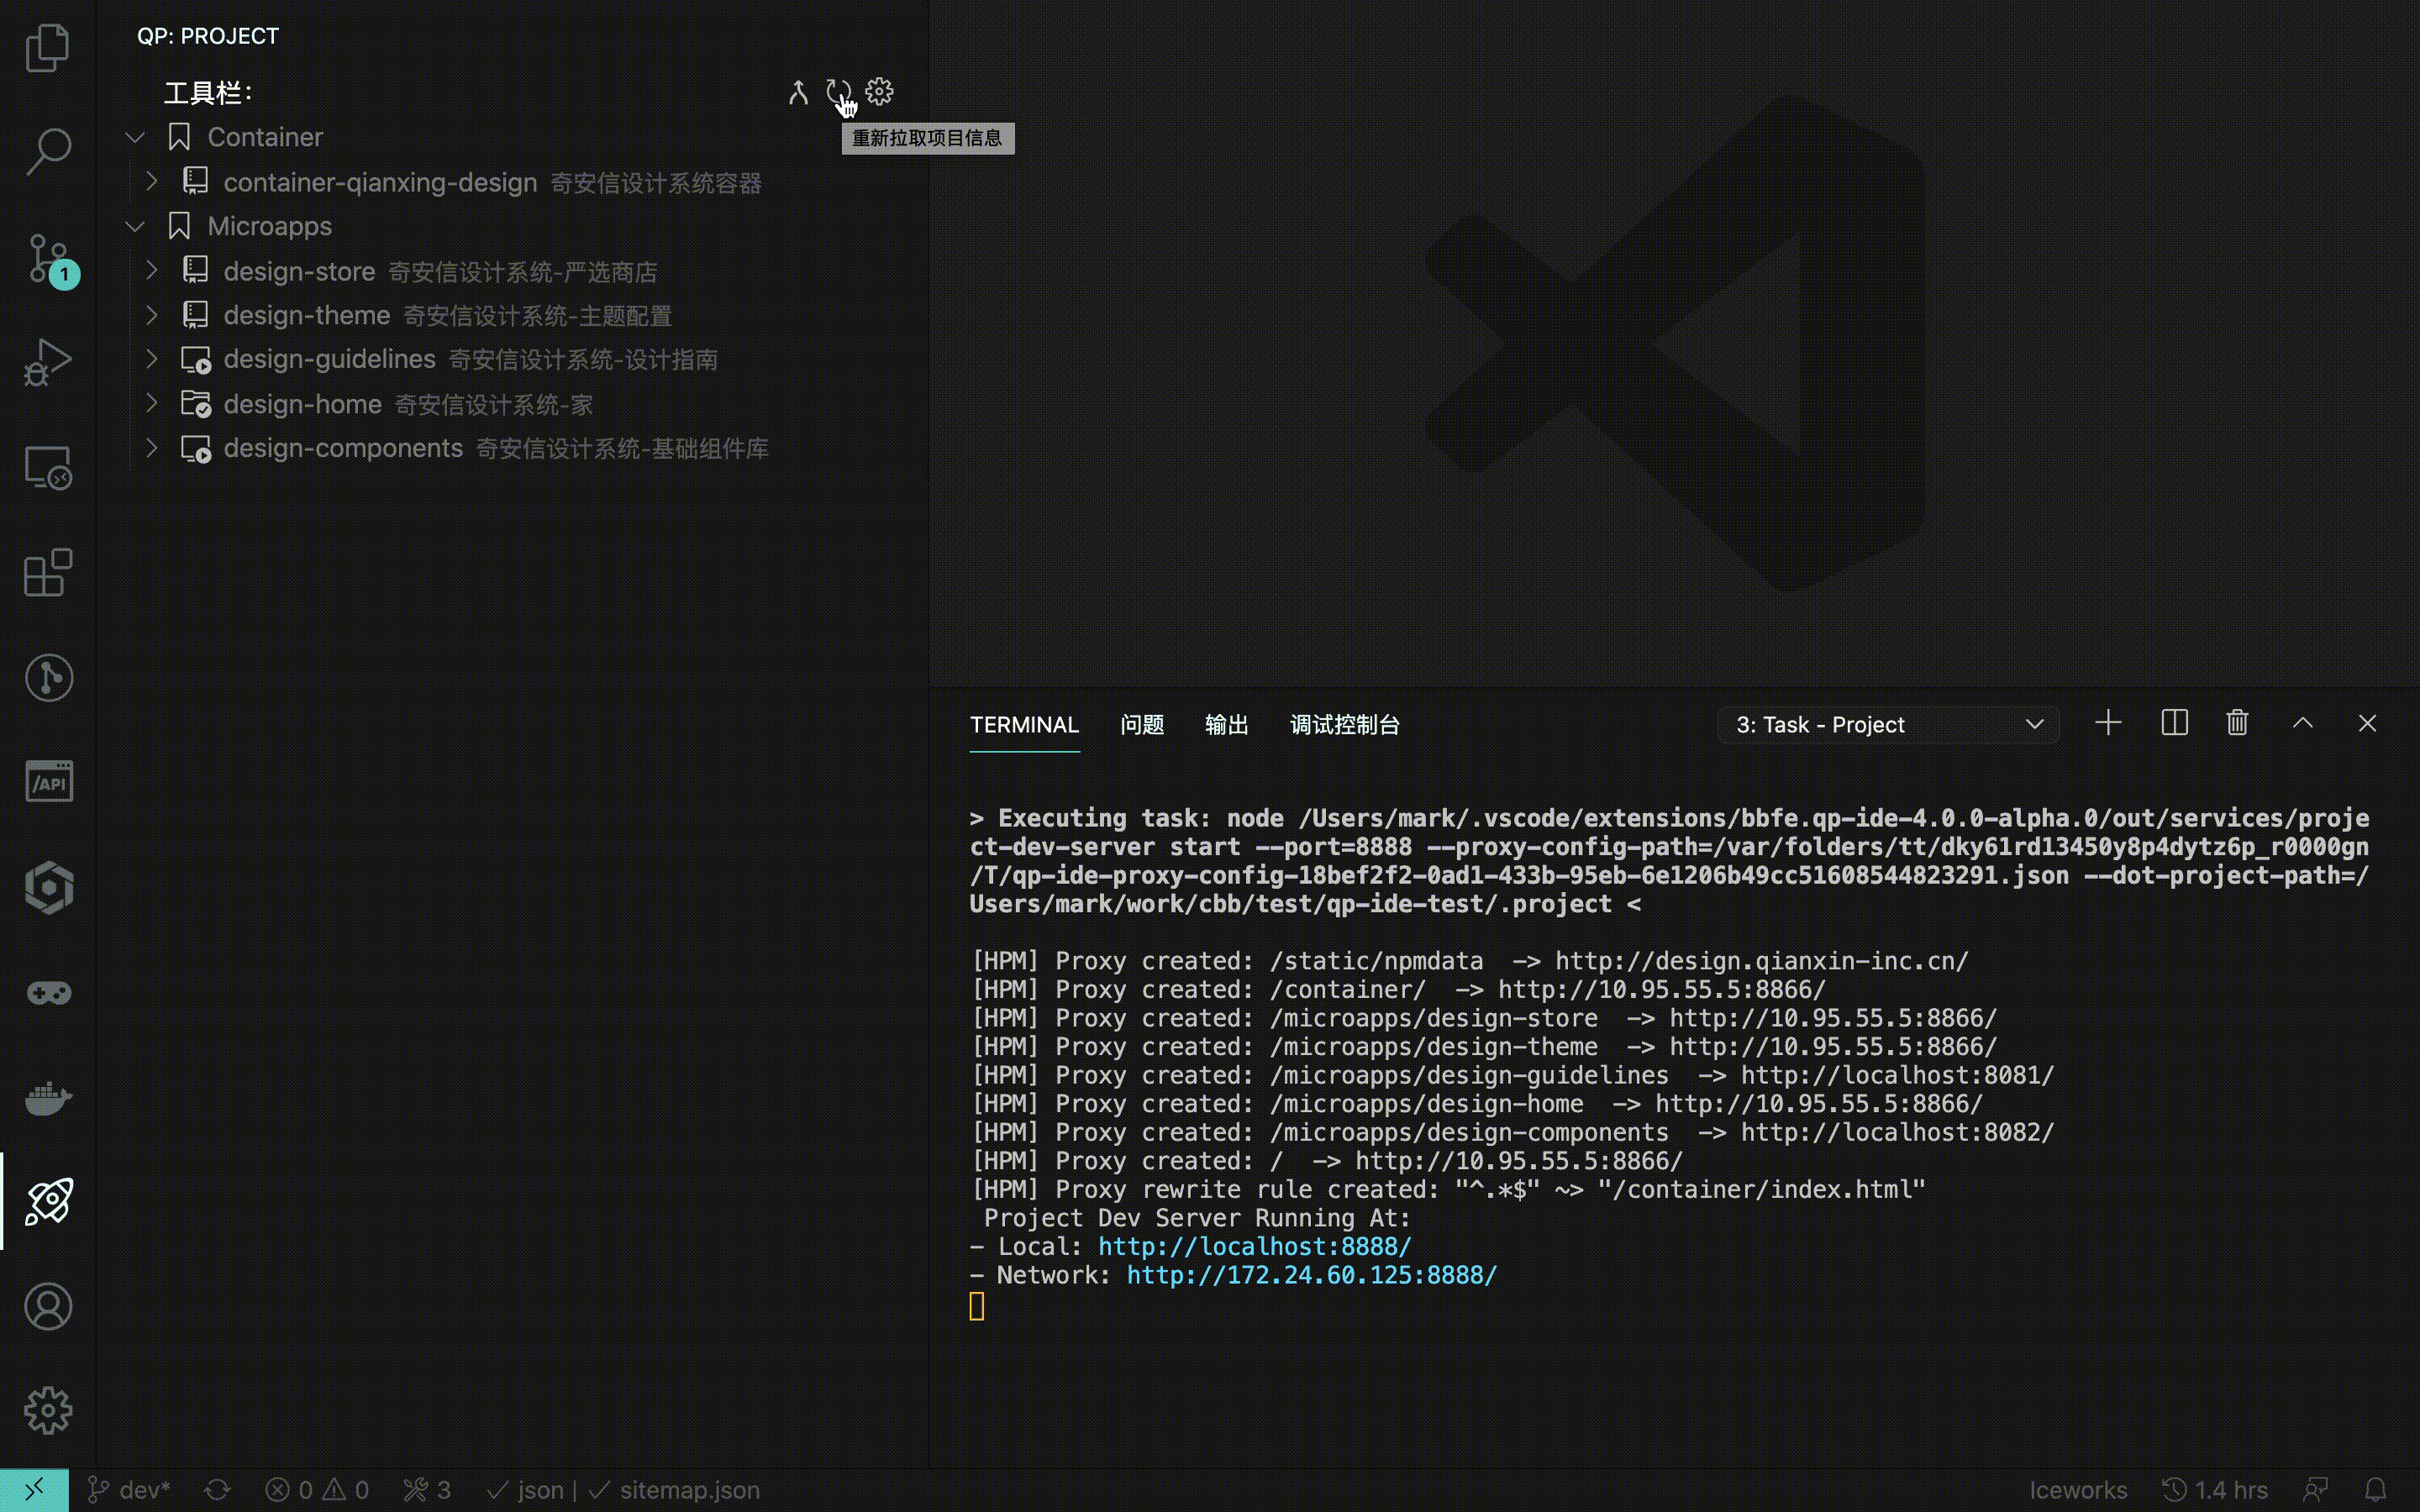 QP: PROJECT
工具栏:
重新拉取项目信息
Container
container-qianxing-design 奇安信设计系统容器
Microapps
design-store 奇安信设计系统-严选商店
design-theme 奇安信设计系统-主题配置
design-guidelines 奇安信设计系统-设计指南
design-home 奇安信设计系统-家
design-components 奇安信设计系统-基础组件库
1
/API
TERMINAL 问题 输出 调试控制台 3: Task - Project
> Executing task: node /Users/mark/.vscode/extensions/bbfe.qp-ide-4.0.0-alpha.0/out/services/proje
ct-dev-server start --port=8888 --proxy-config-path=/var/folders/tt/dky61rd13450y8p4dytz6p_r0000gn
/T/qp-ide-proxy-config-18bef2f2-0ad1-433b-95eb-6e1206b49cc51608544823291.json --dot-project-path=/
Users/mark/work/cbb/test/qp-ide-test/.project <
[HPM] Proxy created: /static/npmdata  -> http://design.qianxin-inc.cn/
[HPM] Proxy created: /container/  -> http://10.95.55.5:8866/
[HPM] Proxy created: /microapps/design-store  -> http://10.95.55.5:8866/
[HPM] Proxy created: /microapps/design-theme  -> http://10.95.55.5:8866/
[HPM] Proxy created: /microapps/design-guidelines  -> http://localhost:8081/
[HPM] Proxy created: /microapps/design-home  -> http://10.95.55.5:8866/
[HPM] Proxy created: /microapps/design-components  -> http://localhost:8082/
[HPM] Proxy created: /  -> http://10.95.55.5:8866/
[HPM] Proxy rewrite rule created: "^.*$" ~> "/container/index.html"
Project Dev Server Running At:
- Local: http://localhost:8888/
- Network: http://172.24.60.125:8888/
dev* 0 0 3 json | sitemap.json Iceworks 1.4 hrs